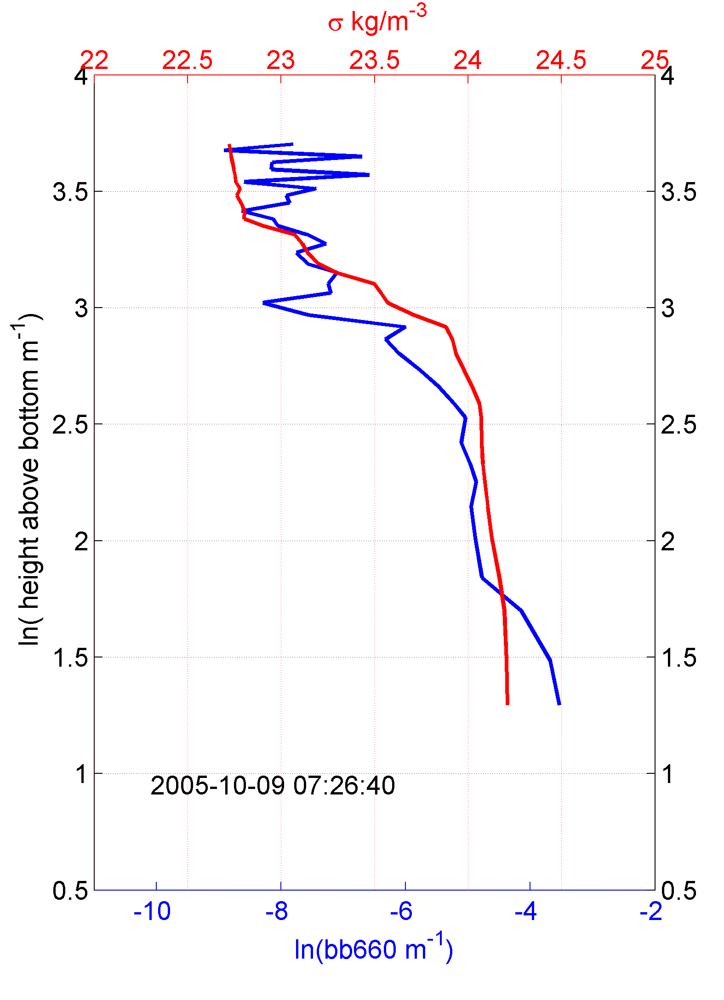 σ kg/m-3
22 22.5 23 23.5 24 24.5 25
4 4
3.5 3.5
3 3
2.5 2.5
2 2
1.5 1.5
1 1
0.5 0.5
ln( height above bottom m-1)
2005-10-09 07:26:40
-10 -8 -6 -4 -2
ln(bb660 m-1)